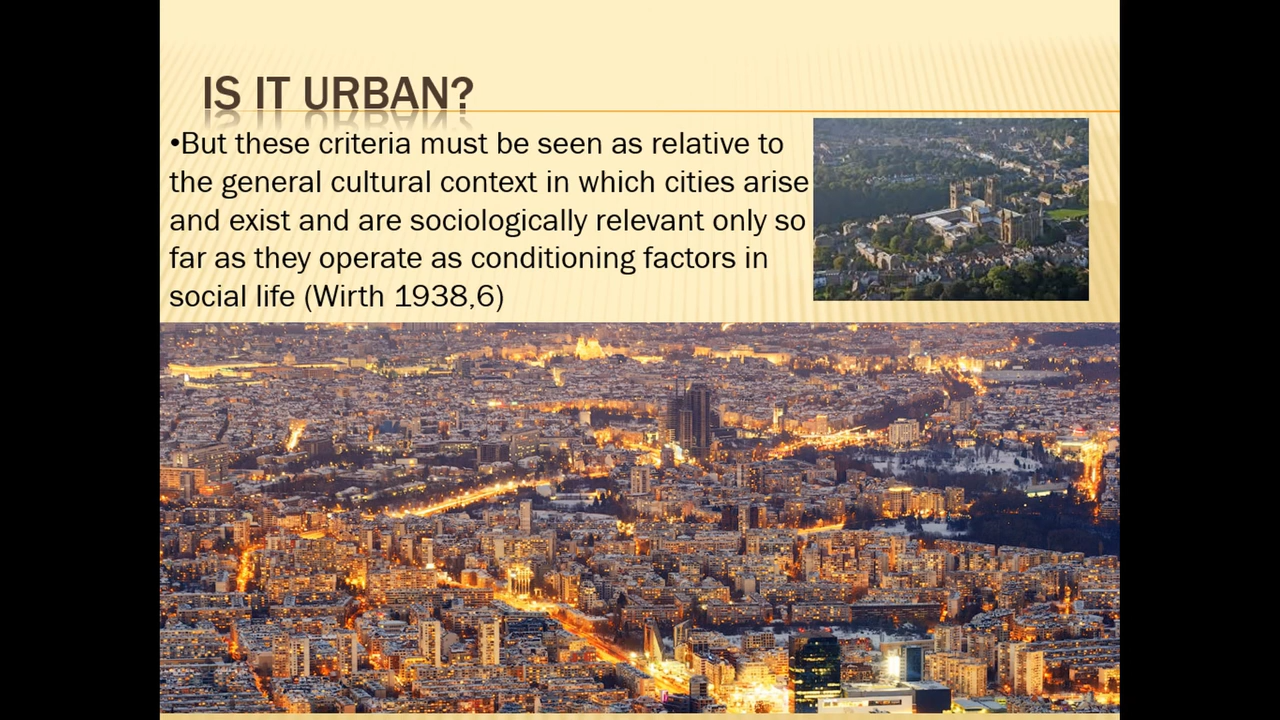 IS IT URBAN?
•But these criteria must be seen as relative to
the general cultural context in which cities arise
and exist and are sociologically relevant only so
far as they operate as conditioning factors in
social life (Wirth 1938,6)